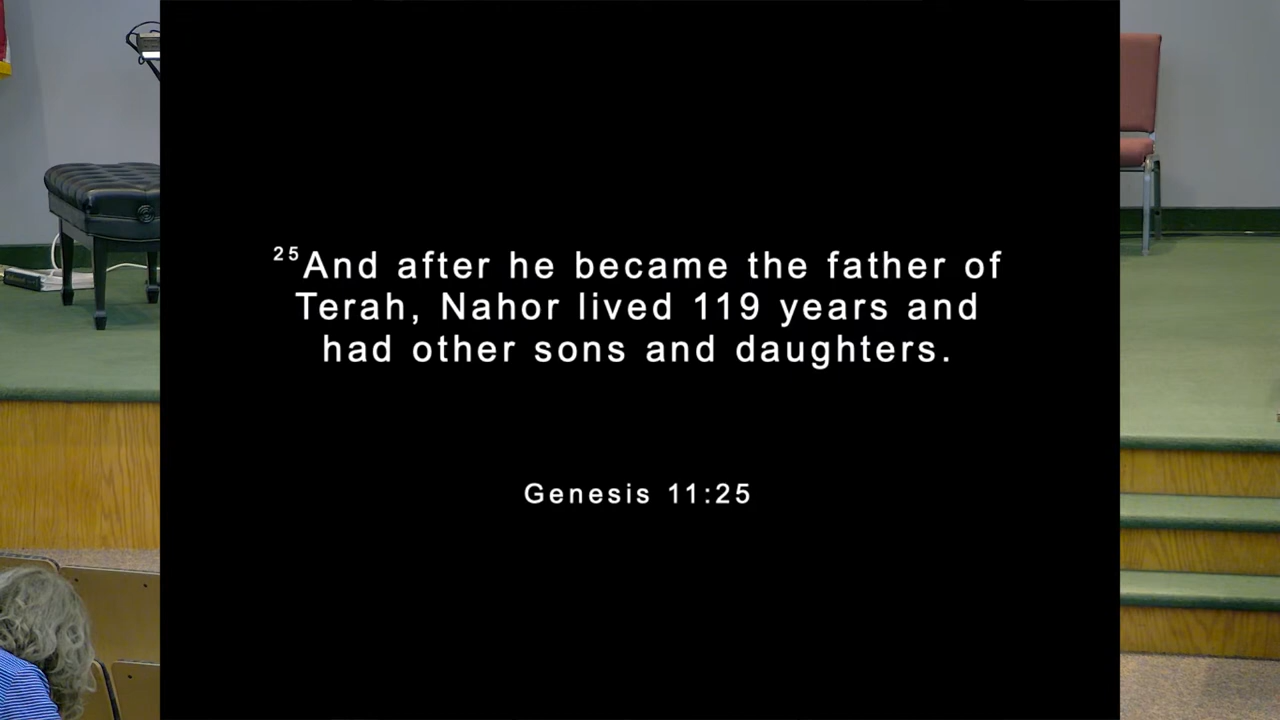 25And after he became the father of
Terah, Nahor lived 119 years and
had other sons and daughters.
Genesis 11:25